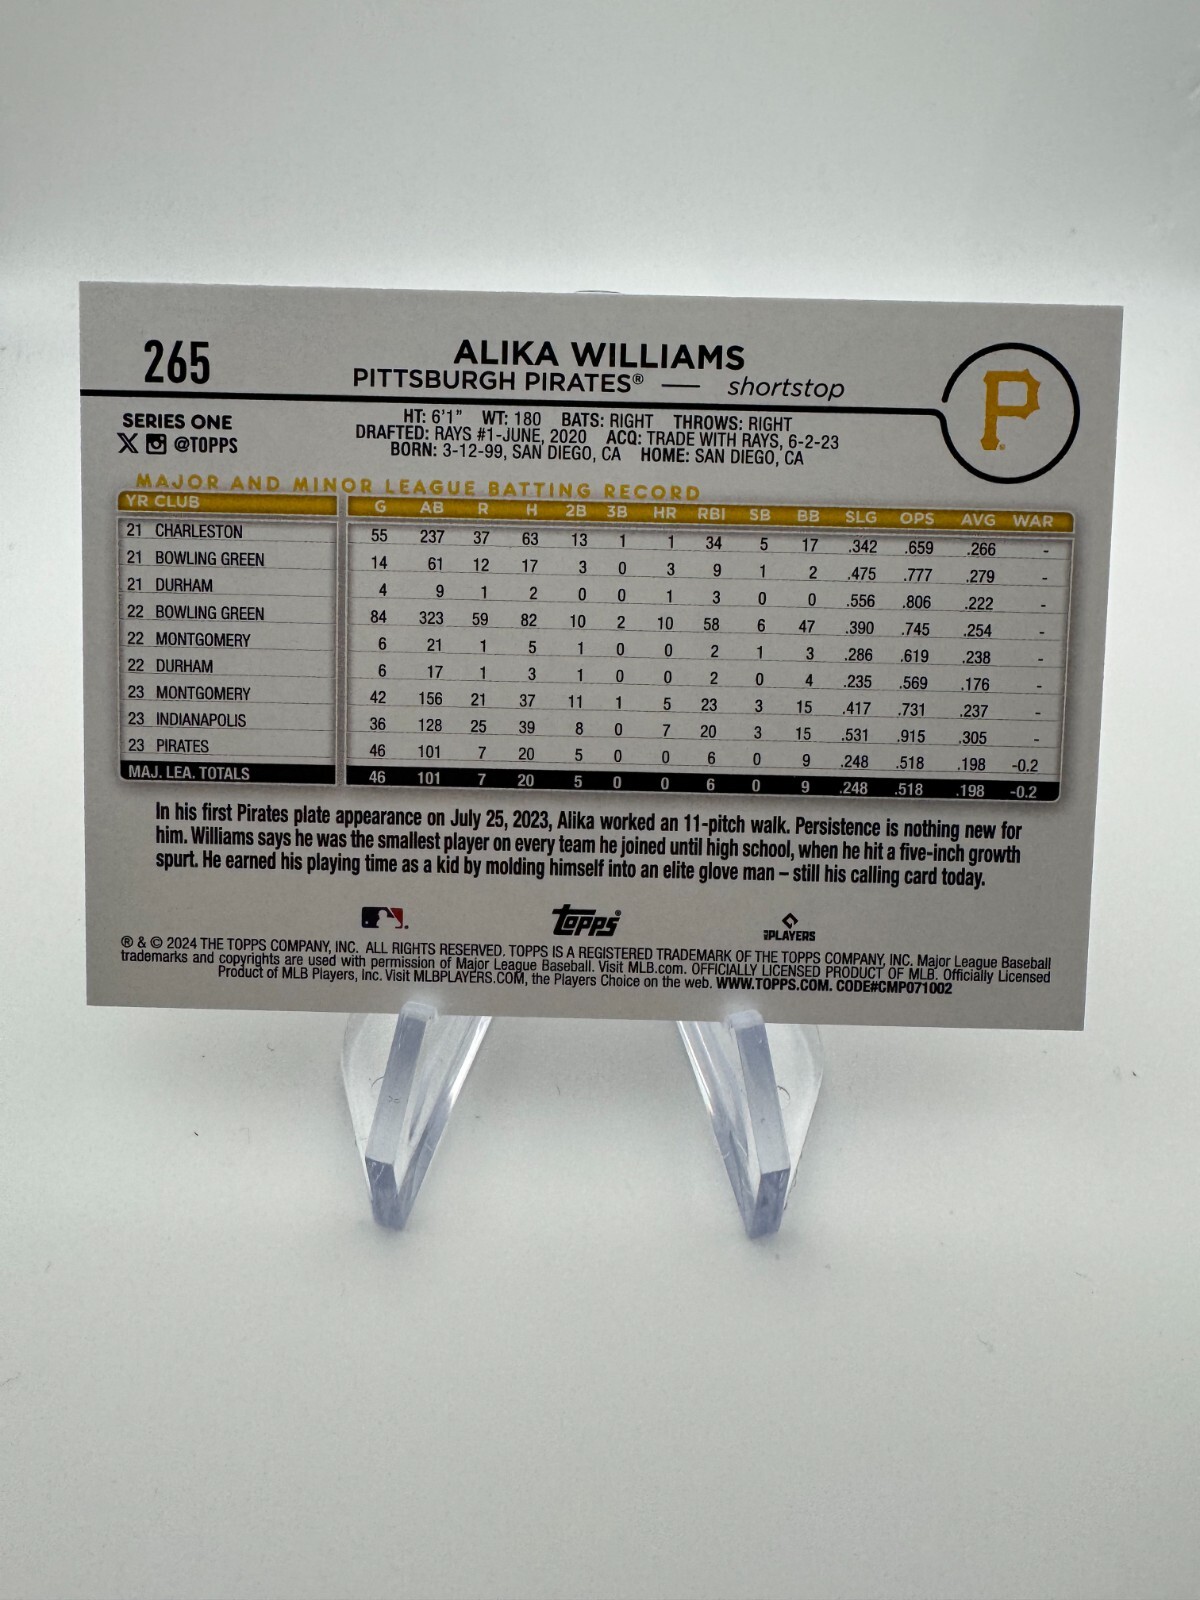 265
ALIKA WILLIAMS
PITTSBURGH PIRATES® — shortstop
P
SERIES ONE
X @TOPPS
HT: 6'1" WT: 180 BATS: RIGHT THROWS: RIGHT
DRAFTED: RAYS #1-JUNE, 2020 ACQ: TRADE WITH RAYS, 6-2-23
BORN: 3-12-99, SAN DIEGO, CA HOME: SAN DIEGO, CA
MAJOR AND MINOR LEAGUE BATTING RECORD
YR CLUB G AB R H 2B 3B HR RBI SB BB SLG OPS AVG WAR
21 CHARLESTON 55 237 37 63 13 1 1 34 5 17 .342 .659 .266 -
21 BOWLING GREEN 14 61 12 17 3 0 3 9 1 2 .475 .777 .279 -
21 DURHAM 4 9 1 2 0 0 1 3 0 0 .556 .806 .222 -
22 BOWLING GREEN 84 323 59 82 10 2 10 58 6 47 .390 .745 .254 -
22 MONTGOMERY 6 21 1 5 1 0 0 2 1 3 .286 .619 .238 -
22 DURHAM 6 17 1 3 1 0 0 2 0 4 .235 .569 .176 -
23 MONTGOMERY 42 156 21 37 11 1 5 23 3 15 .417 .731 .237 -
23 INDIANAPOLIS 36 128 25 39 8 0 7 20 3 15 .531 .915 .305 -
23 PIRATES 46 101 7 20 5 0 0 6 0 9 .248 .518 .198 -0.2
MAJ. LEA. TOTALS 46 101 7 20 5 0 0 6 0 9 .248 .518 .198 -0.2
In his first Pirates plate appearance on July 25, 2023, Alika worked an 11-pitch walk. Persistence is nothing new for
him. Williams says he was the smallest player on every team he joined until high school, when he hit a five-inch growth
spurt. He earned his playing time as a kid by molding himself into an elite glove man – still his calling card today.
topps
PLAYERS
® & © 2024 THE TOPPS COMPANY, INC. ALL RIGHTS RESERVED. TOPPS IS A REGISTERED TRADEMARK OF THE TOPPS COMPANY, INC. Major League Baseball
trademarks and copyrights are used with permission of Major League Baseball. Visit MLB.com. OFFICIALLY LICENSED PRODUCT OF MLB. Officially Licensed
Product of MLB Players, Inc. Visit MLBPLAYERS.COM, the Players Choice on the web. WWW.TOPPS.COM. CODE#CMP071002